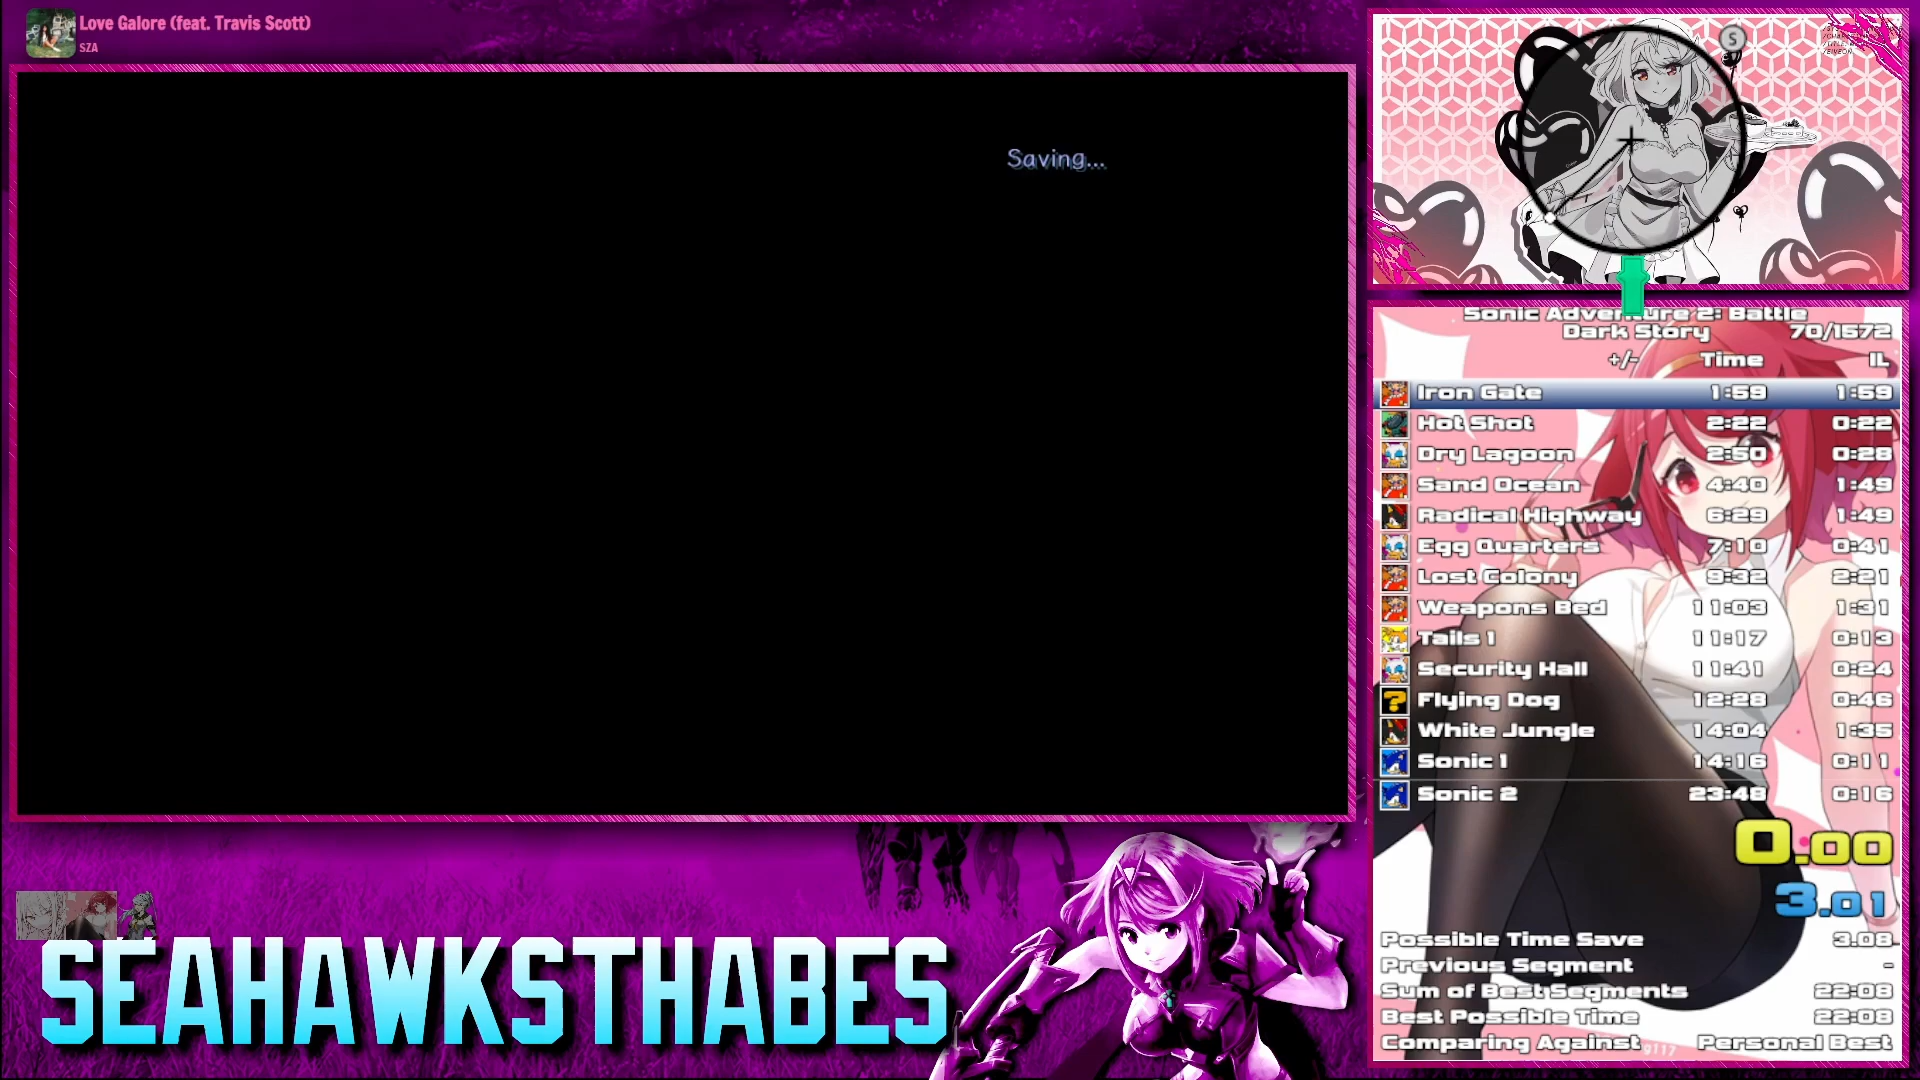 Love Galore (feat. Travis Scott)
SZA
Saving...
S
Sonic Adventure 2: Battle
Dark Story 70/1572
+/- Time IL
Iron Gate 1:59 1:59
Hot Shot 2:22 0:22
Dry Lagoon 2:50 0:28
Sand Ocean 4:40 1:49
Radical Highway 6:29 1:49
Egg Quarters 7:10 0:41
Lost Colony 9:32 2:21
Weapons Bed 11:03 1:31
Tails 1 11:17 0:13
Security Hall 11:41 0:24
Flying Dog 12:28 0:46
White Jungle 14:04 1:35
Sonic 1 14:16 0:11
Sonic 2 23:48 0:16
0.00
3.01
Possible Time Save 3.08
Previous Segment -
Sum of Best Segments 22:08
Best Possible Time 22:08
Comparing Against Personal Best
SEAHAWKSTHABES